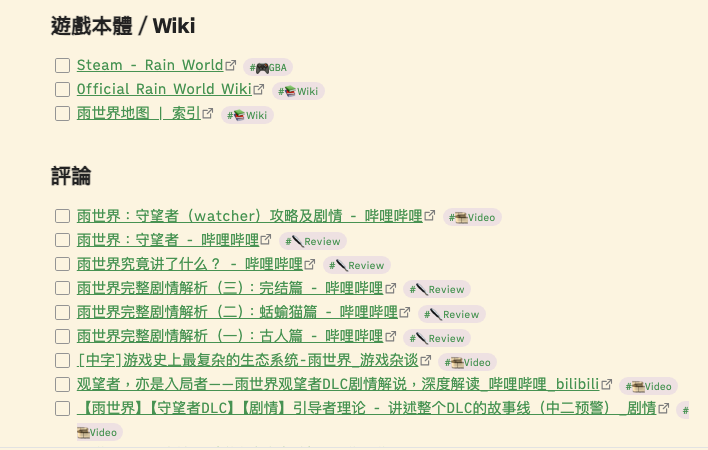 遊戲本體 / Wiki
Steam - Rain World #🎮GBA
Official Rain World Wiki #📚Wiki
雨世界地图 | 索引 #📚Wiki
評論
雨世界：守望者（watcher）攻略及剧情 - 哔哩哔哩 #📼Video
雨世界：守望者 - 哔哩哔哩 #✒Review
雨世界究竟讲了什么？ - 哔哩哔哩 #✒Review
雨世界完整剧情解析（三）：完结篇 - 哔哩哔哩 #✒Review
雨世界完整剧情解析（二）：蛞蝓猫篇 - 哔哩哔哩 #✒Review
雨世界完整剧情解析（一）：古人篇 - 哔哩哔哩 #✒Review
[中字]游戏史上最复杂的生态系统-雨世界_游戏杂谈 #📼Video
观望者，亦是入局者——雨世界观望者DLC剧情解说，深度解读_哔哩哔哩_bilibili #📼Video
【雨世界】【守望者DLC】【剧情】引导者理论 - 讲述整个DLC的故事线（中二预警）_剧情 #
📼Video